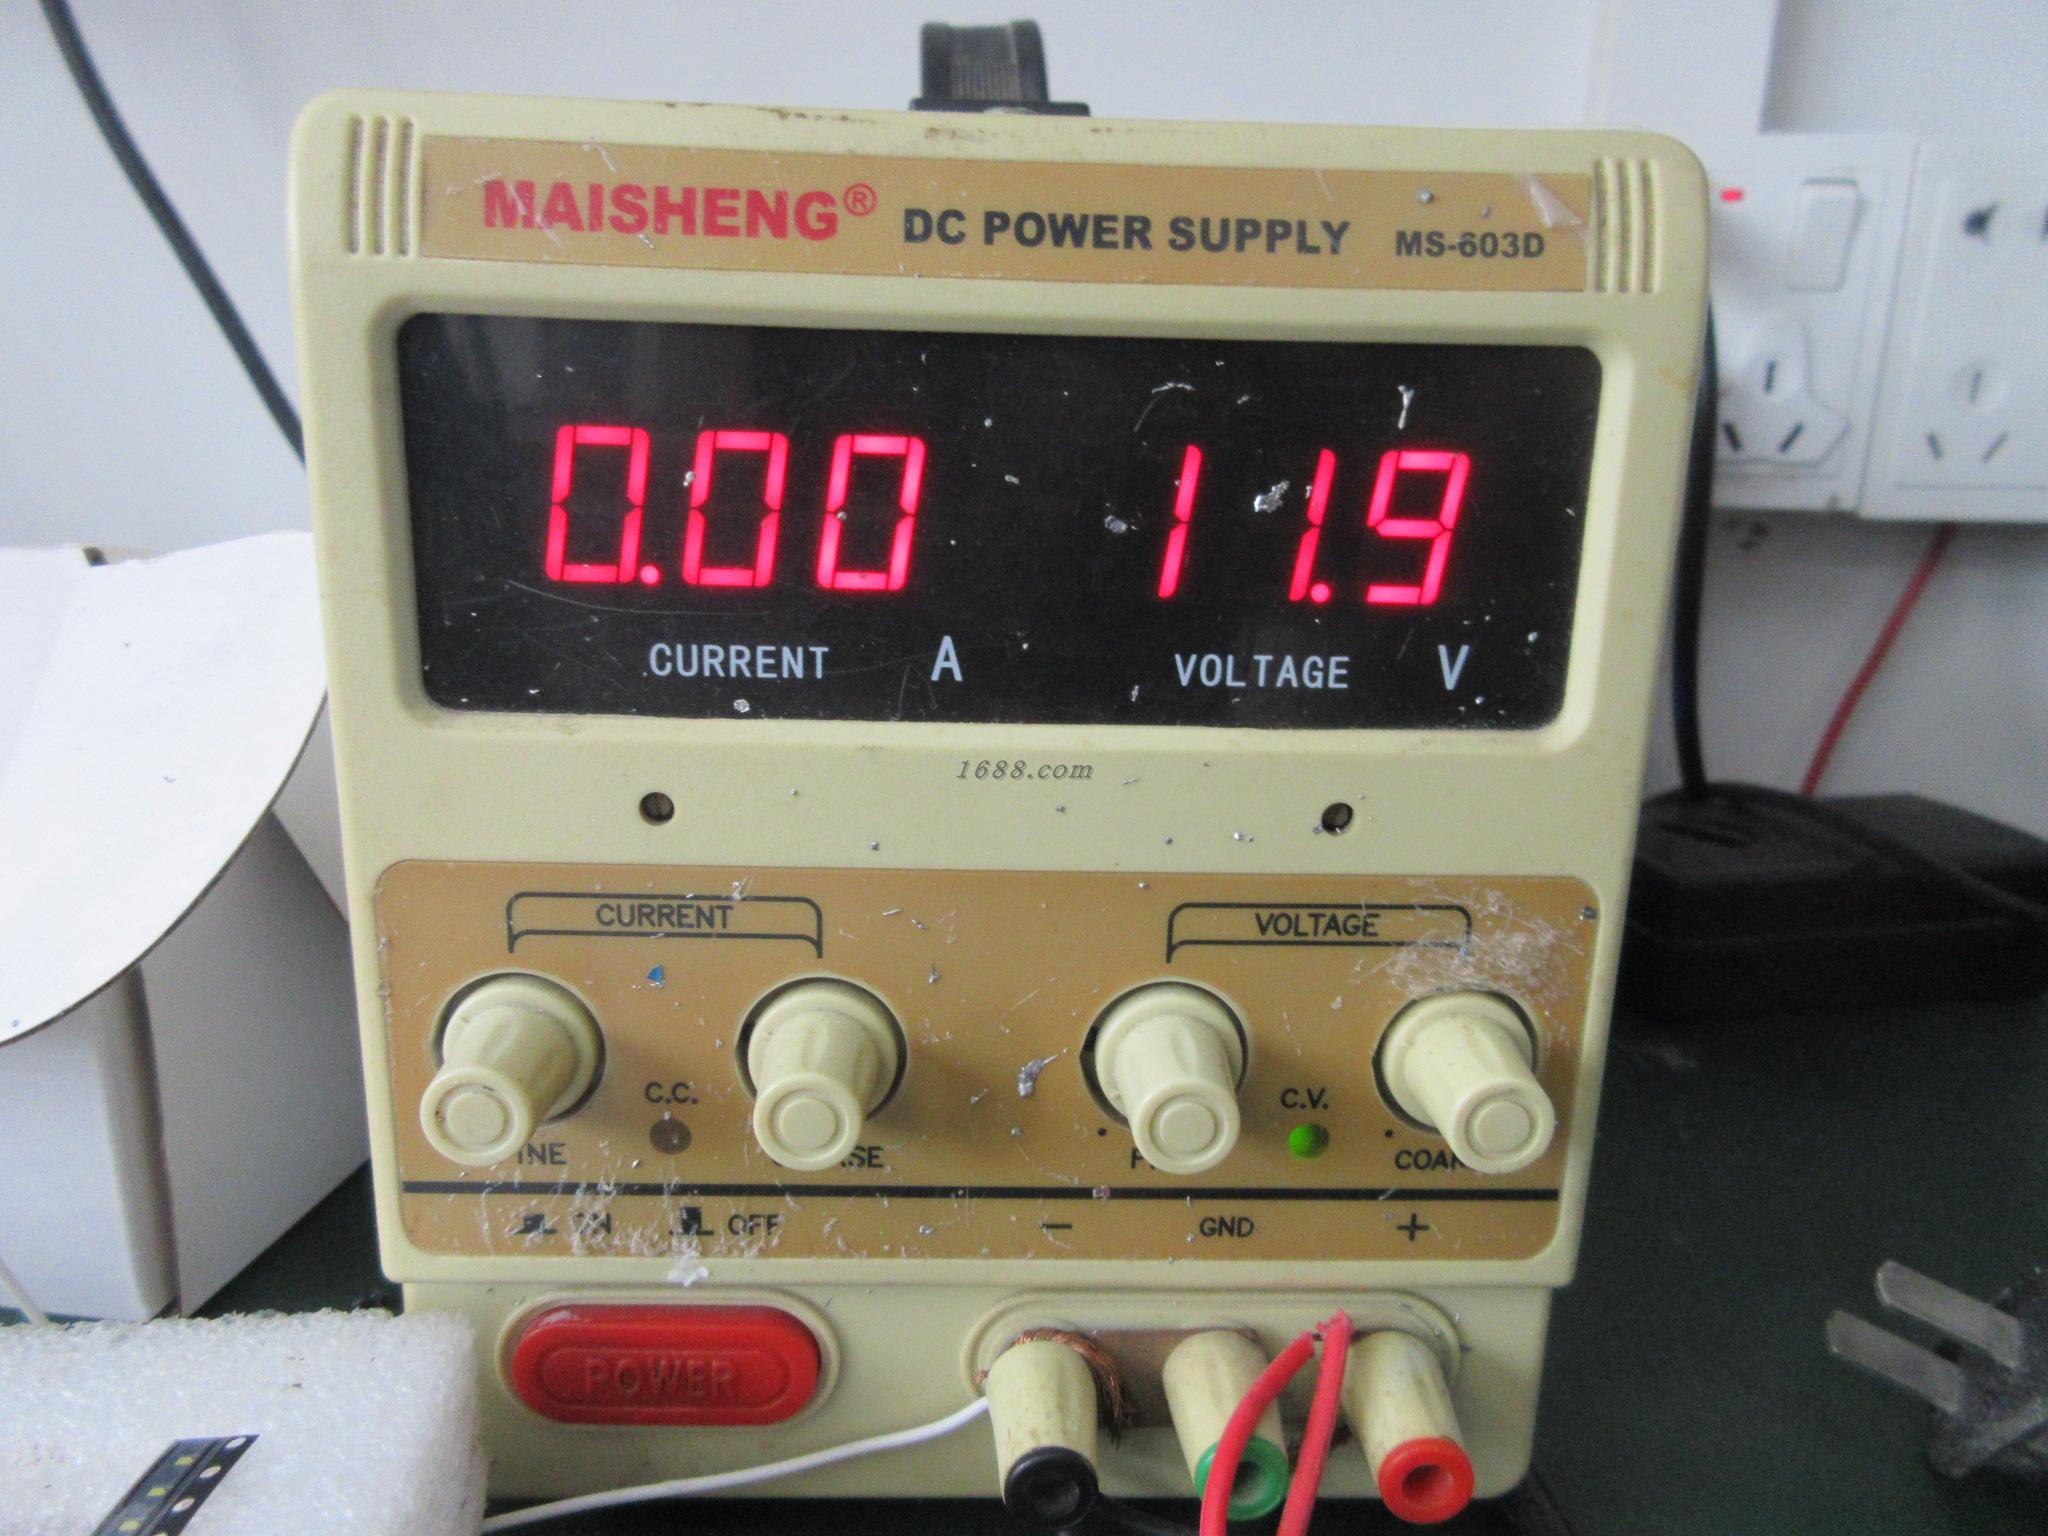 MAISHENG® DC POWER SUPPLY MS-603D
0.00 11.9
CURRENT A VOLTAGE V
1688.com
CURRENT VOLTAGE
C.C. C.V.
ON OFF - GND +
POWER